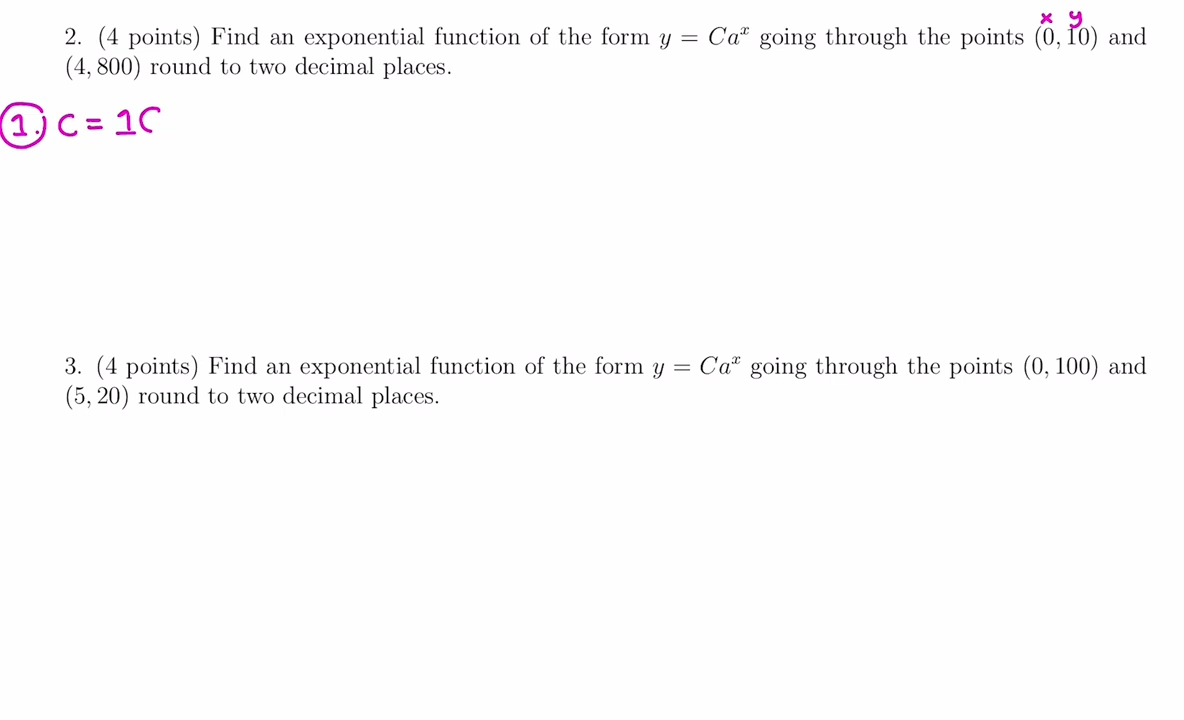 x y
2. (4 points) Find an exponential function of the form y = Ca^x going through the points (0, 10) and
(4, 800) round to two decimal places.
1. C = 1C
3. (4 points) Find an exponential function of the form y = Ca^x going through the points (0, 100) and
(5, 20) round to two decimal places.